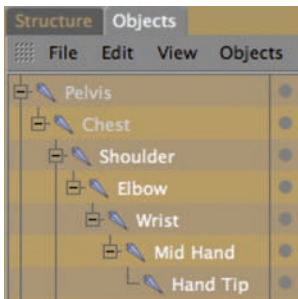 Structure Objects
File Edit View Objects
Pelvis
Chest
Shoulder
Elbow
Wrist
Mid Hand
Hand Tip